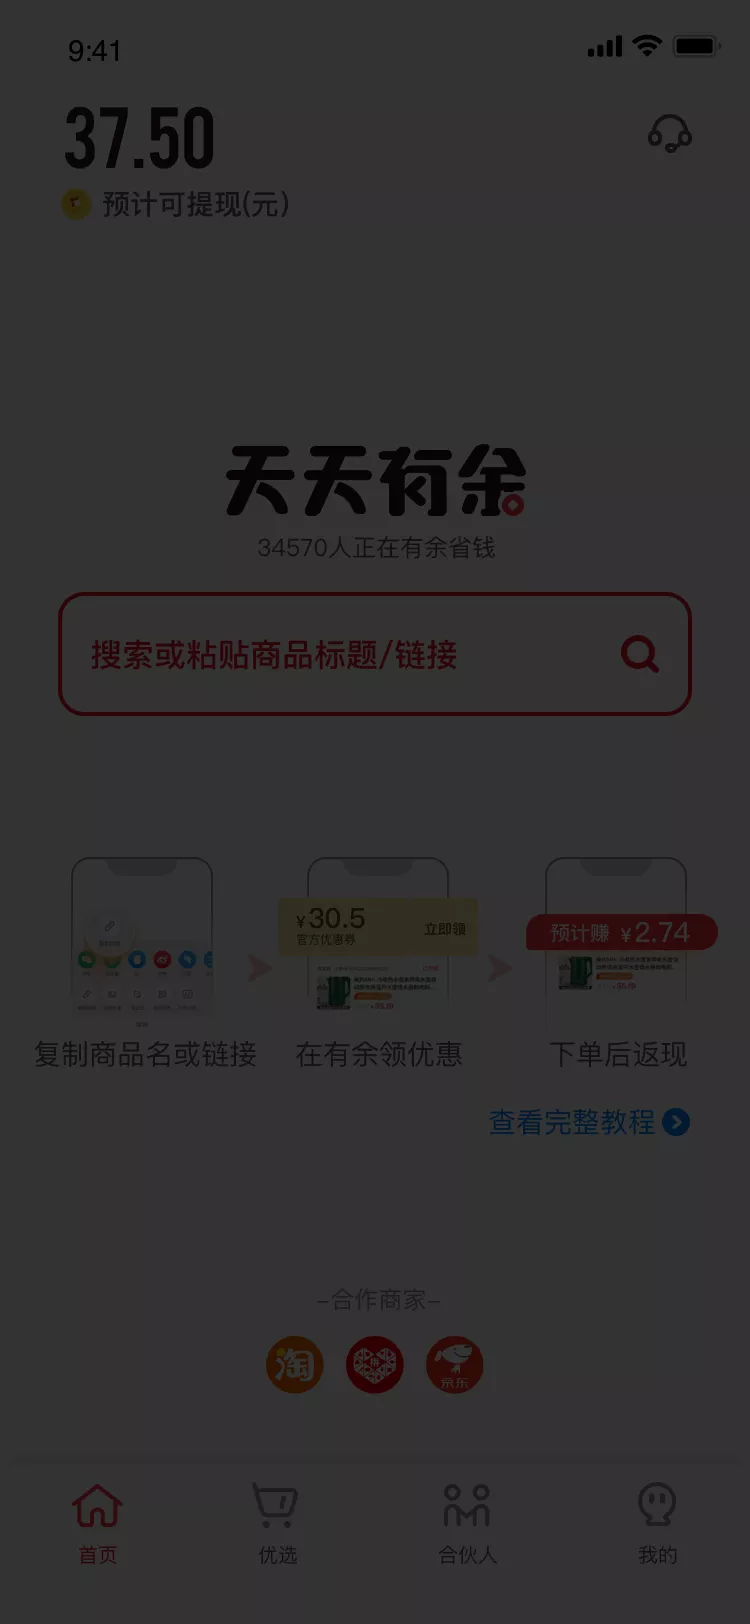 9:41
37.50
预计可提现(元)
天天有余
34570人正在有余省钱
搜索或粘贴商品标题/链接
¥30.5
官方优惠券
立即领
预计赚 ¥2.74
复制商品名或链接
在有余领优惠
下单后返现
查看完整教程
–合作商家–
淘
拼
京东
首页
优选
合伙人
我的